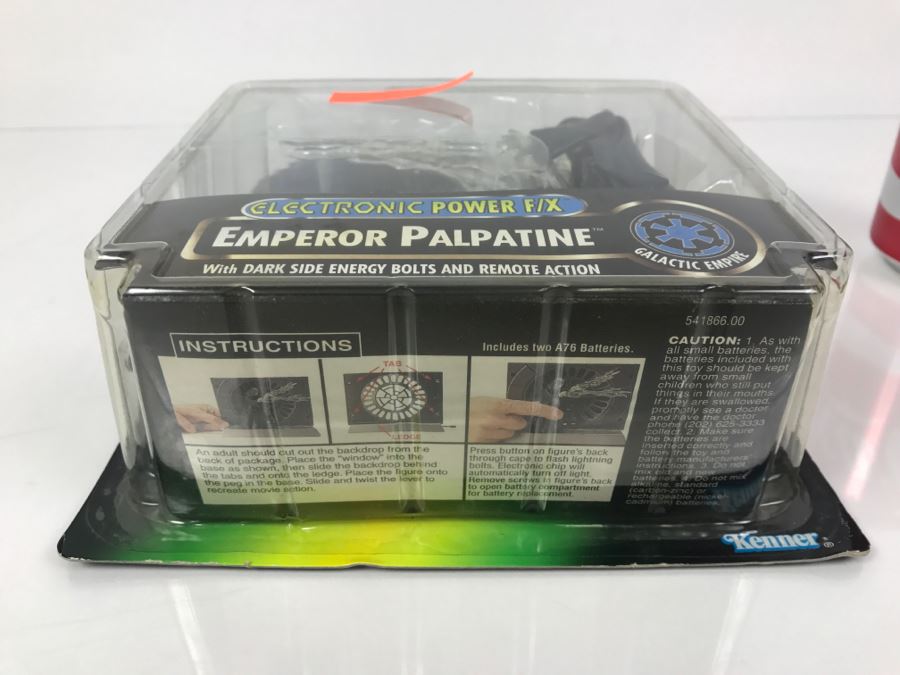 ELECTRONIC POWER F/X
EMPEROR PALPATINE™
With DARK SIDE ENERGY BOLTS AND REMOTE ACTION
GALACTIC EMPIRE
INSTRUCTIONS
TAB
LEDGE
An adult should cut out the backdrop from the
back of package. Place the "window" into the
base as shown, then slide the backdrop behind
the tabs and onto the ledge. Place the figure onto
the peg in the base. Slide and twist the lever to
recreate movie action.
Includes two A76 Batteries.
Press button on figure's back
through cape to flash lightning
bolts. Electronic chip will
automatically turn off light.
Remove screws in figure's back
to open battery compartment
for battery replacement.
541866.00
CAUTION: 1. As with
all small batteries, the
batteries included with
this toy should be kept
away from small
children who still put
things in their mouths.
If they are swallowed,
promptly see a doctor
and have the doctor
phone (202) 625-3333
collect. 2. Make sure
the batteries are
inserted correctly and
follow the toy and
battery manufacturers'
instructions. 3. Do not
mix old and new
batteries. 4. Do not mix
alkaline, standard
(carbon-zinc) or
rechargeable (nickel-
cadmium) batteries.
Kenner®